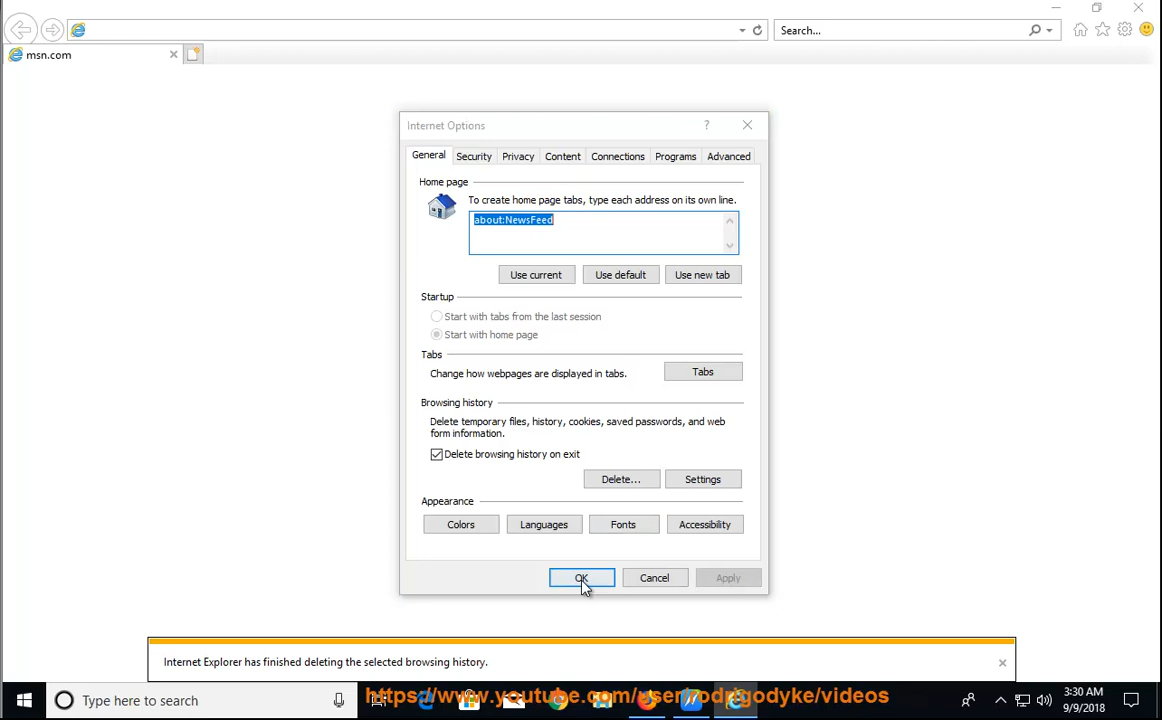 Search...
msn.com
Internet Options
?
General Security Privacy Content Connections Programs Advanced
Home page
To create home page tabs, type each address on its own line.
about:NewsFeed
Use current Use default Use new tab
Startup
Start with tabs from the last session
Start with home page
Tabs
Change how webpages are displayed in tabs.
Tabs
Browsing history
Delete temporary files, history, cookies, saved passwords, and web
form information.
Delete browsing history on exit
Delete... Settings
Appearance
Colors Languages Fonts Accessibility
OK Cancel Apply
Internet Explorer has finished deleting the selected browsing history.
Type here to search
3:30 AM
9/9/2018